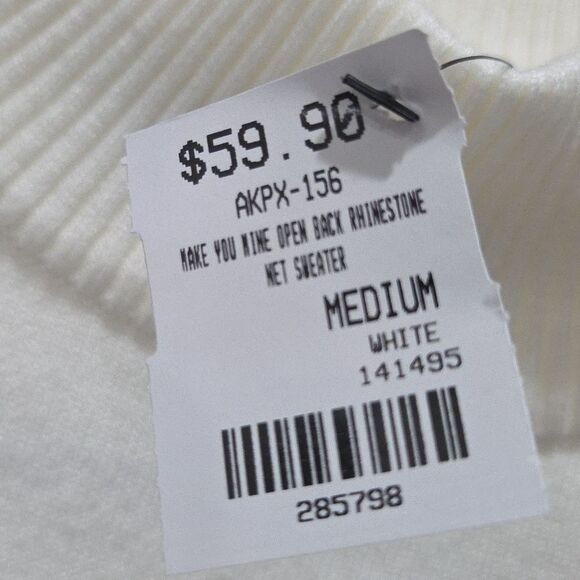 $59.90
AKPX-156
MAKE YOU MINE OPEN BACK RHINESTONE
NET SWEATER
MEDIUM
WHITE
141495
285798